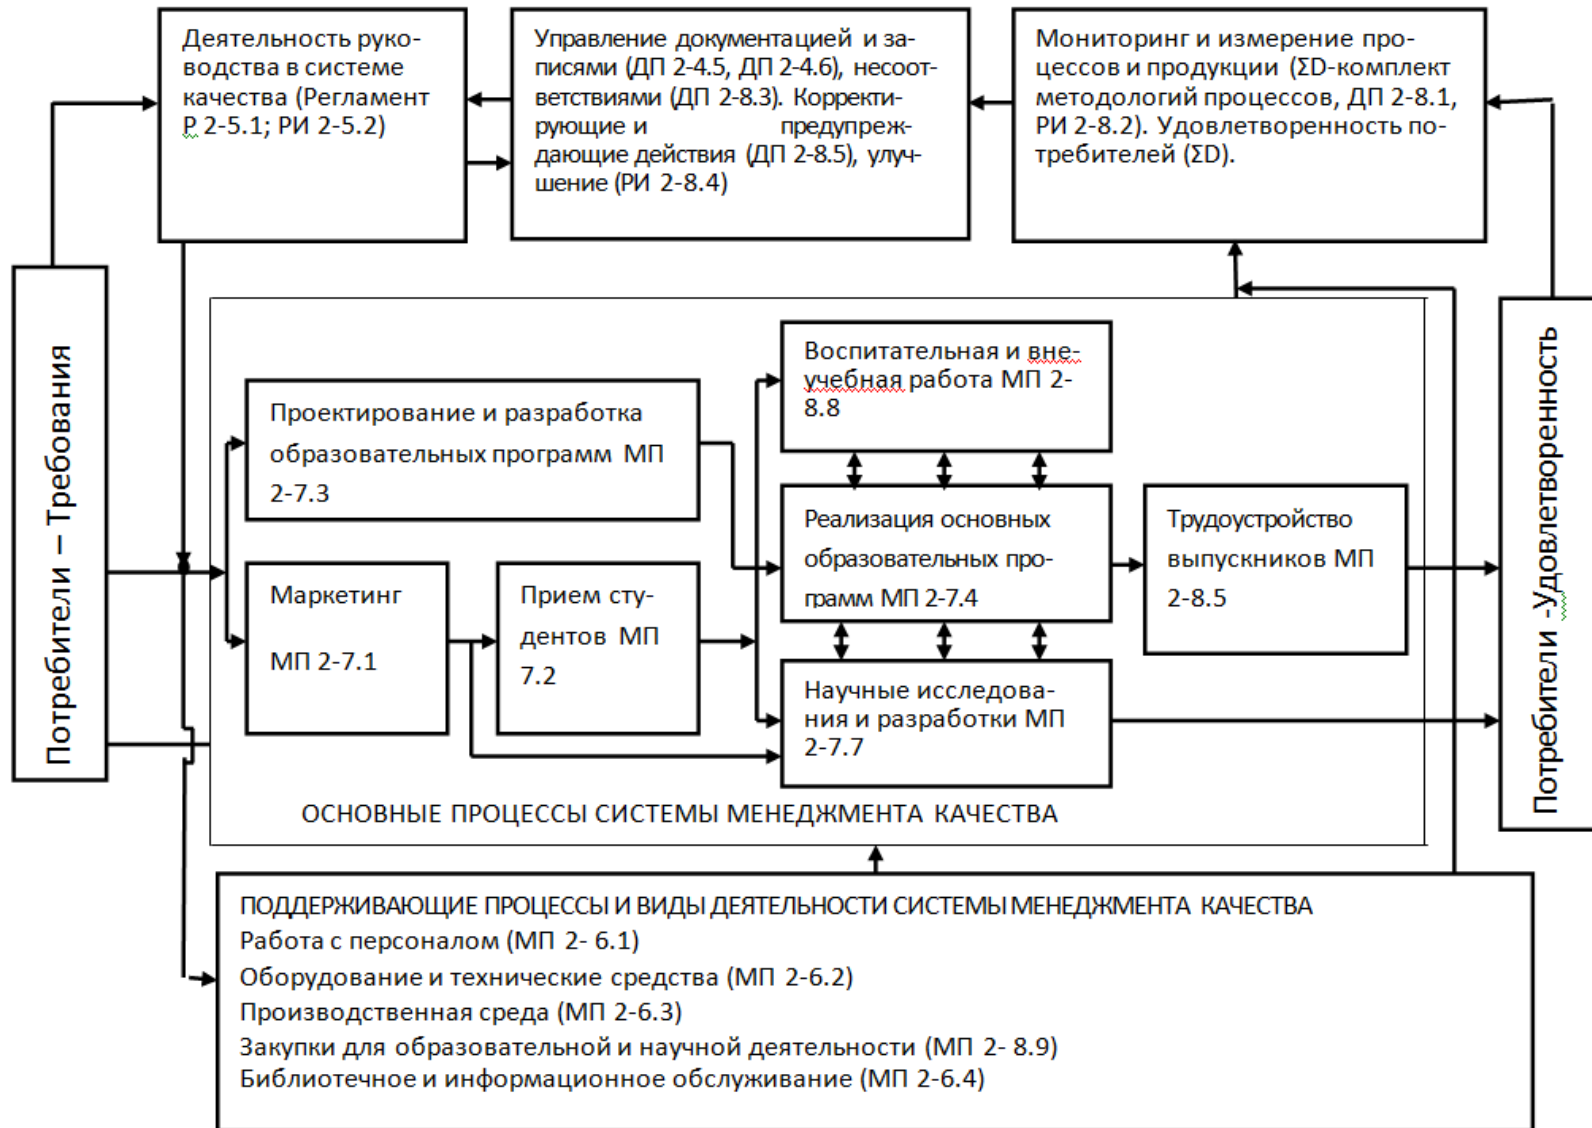 Деятельность руко-
водства в системе
качества (Регламент
Р 2-5.1; РИ 2-5.2)
Управление документацией и за-
писями (ДП 2-4.5, ДП 2-4.6), несоот-
ветствиями (ДП 2-8.3). Корректи-
рующие и предупреж-
дающие действия (ДП 2-8.5), улуч-
шение (РИ 2-8.4)
Мониторинг и измерение про-
цессов и продукции (ΣD-комплект
методологий процессов, ДП 2-8.1,
РИ 2-8.2). Удовлетворенность по-
требителей (ΣD).
Потребители – Требования
Проектирование и разработка
образовательных программ МП
2-7.3
Маркетинг
МП 2-7.1
Прием сту-
дентов МП
7.2
Воспитательная и вне-
учебная работа МП 2-
8.8
Реализация основных
образовательных про-
грамм МП 2-7.4
Научные исследова-
ния и разработки МП
2-7.7
Трудоустройство
выпускников МП
2-8.5
Потребители -Удовлетворенность
ОСНОВНЫЕ ПРОЦЕССЫ СИСТЕМЫ МЕНЕДЖМЕНТА КАЧЕСТВА
ПОДДЕРЖИВАЮЩИЕ ПРОЦЕССЫ И ВИДЫ ДЕЯТЕЛЬНОСТИ СИСТЕМЫ МЕНЕДЖМЕНТА КАЧЕСТВА
Работа с персоналом (МП 2- 6.1)
Оборудование и технические средства (МП 2-6.2)
Производственная среда (МП 2-6.3)
Закупки для образовательной и научной деятельности (МП 2- 8.9)
Библиотечное и информационное обслуживание (МП 2-6.4)